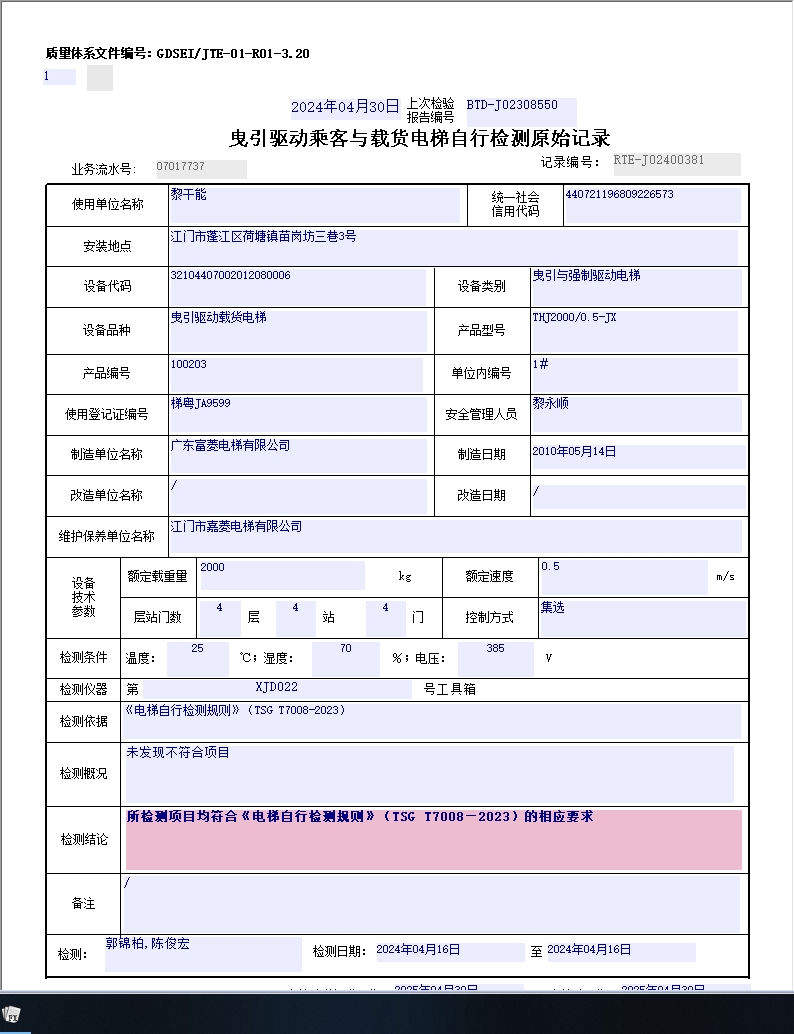 质量体系文件编号：GDSEI/JTE-01-R01-3.20
1
2024年04月30日 上次检验报告编号 BTD-J02308550
曳引驱动乘客与载货电梯自行检测原始记录
业务流水号： 07017737 记录编号： RTE-J02400381
使用单位名称 黎干能 统一社会信用代码 440721196809226573
安装地点 江门市蓬江区荷塘镇苗岗坊三巷3号
设备代码 32104407002012080006 设备类别 曳引与强制驱动电梯
设备品种 曳引驱动载货电梯 产品型号 THJ2000/0.5-JX
产品编号 100203 单位内编号 1#
使用登记证编号 梯粤JA9599 安全管理人员 黎永顺
制造单位名称 广东富菱电梯有限公司 制造日期 2010年05月14日
改造单位名称 / 改造日期 /
维护保养单位名称 江门市嘉菱电梯有限公司
设备技术参数 额定载重量 2000 kg 额定速度 0.5 m/s
层站门数 4 层 4 站 4 门 控制方式 集选
检测条件 温度： 25 ℃；湿度： 70 %；电压： 385 V
检测仪器 第 XJD022 号工具箱
检测依据 《电梯自行检测规则》（TSG T7008-2023）
检测概况 未发现不符合项目
检测结论 所检测项目均符合《电梯自行检测规则》（TSG T7008－2023）的相应要求
备注 /
检测： 郭锦柏,陈俊宏 检测日期： 2024年04月16日 至 2024年04月16日
2025年04月30日 2025年04月30日